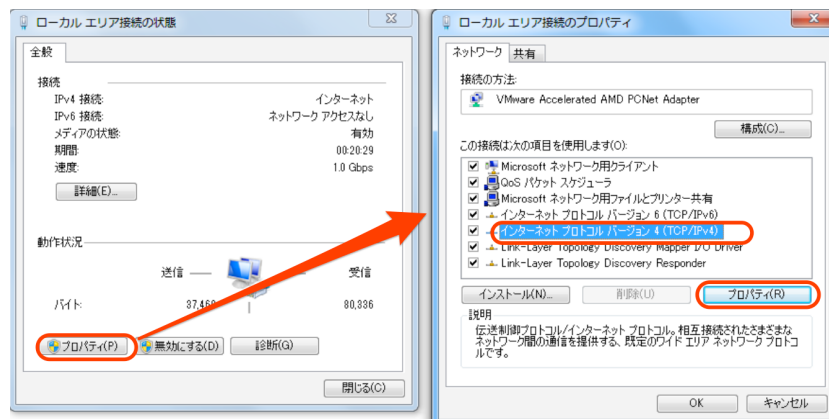 ローカル エリア接続の状態
全般
接続
IPv4 接続: インターネット
IPv6 接続: ネットワーク アクセスなし
メディアの状態: 有効
期間: 00:20:29
速度: 1.0 Gbps
詳細(E)...
動作状況
送信 受信
バイト: 37,460 80,336
プロパティ(P) 無効にする(D) 診断(G)
閉じる(C)
ローカル エリア接続のプロパティ
ネットワーク 共有
接続の方法:
VMware Accelerated AMD PCNet Adapter
構成(C)...
この接続は次の項目を使用します(O):
Microsoft ネットワーク用クライアント
QoS パケット スケジューラ
Microsoft ネットワーク用ファイルとプリンター共有
インターネット プロトコル バージョン 6 (TCP/IPv6)
インターネット プロトコル バージョン 4 (TCP/IPv4)
Link-Layer Topology Discovery Mapper I/O Driver
Link-Layer Topology Discovery Responder
インストール(N)... 削除(U) プロパティ(R)
説明
伝送制御プロトコル/インターネット プロトコル。相互接続されたさまざまな
ネットワーク間の通信を提供する、既定のワイド エリア ネットワーク プロトコ
ルです。
OK キャンセル